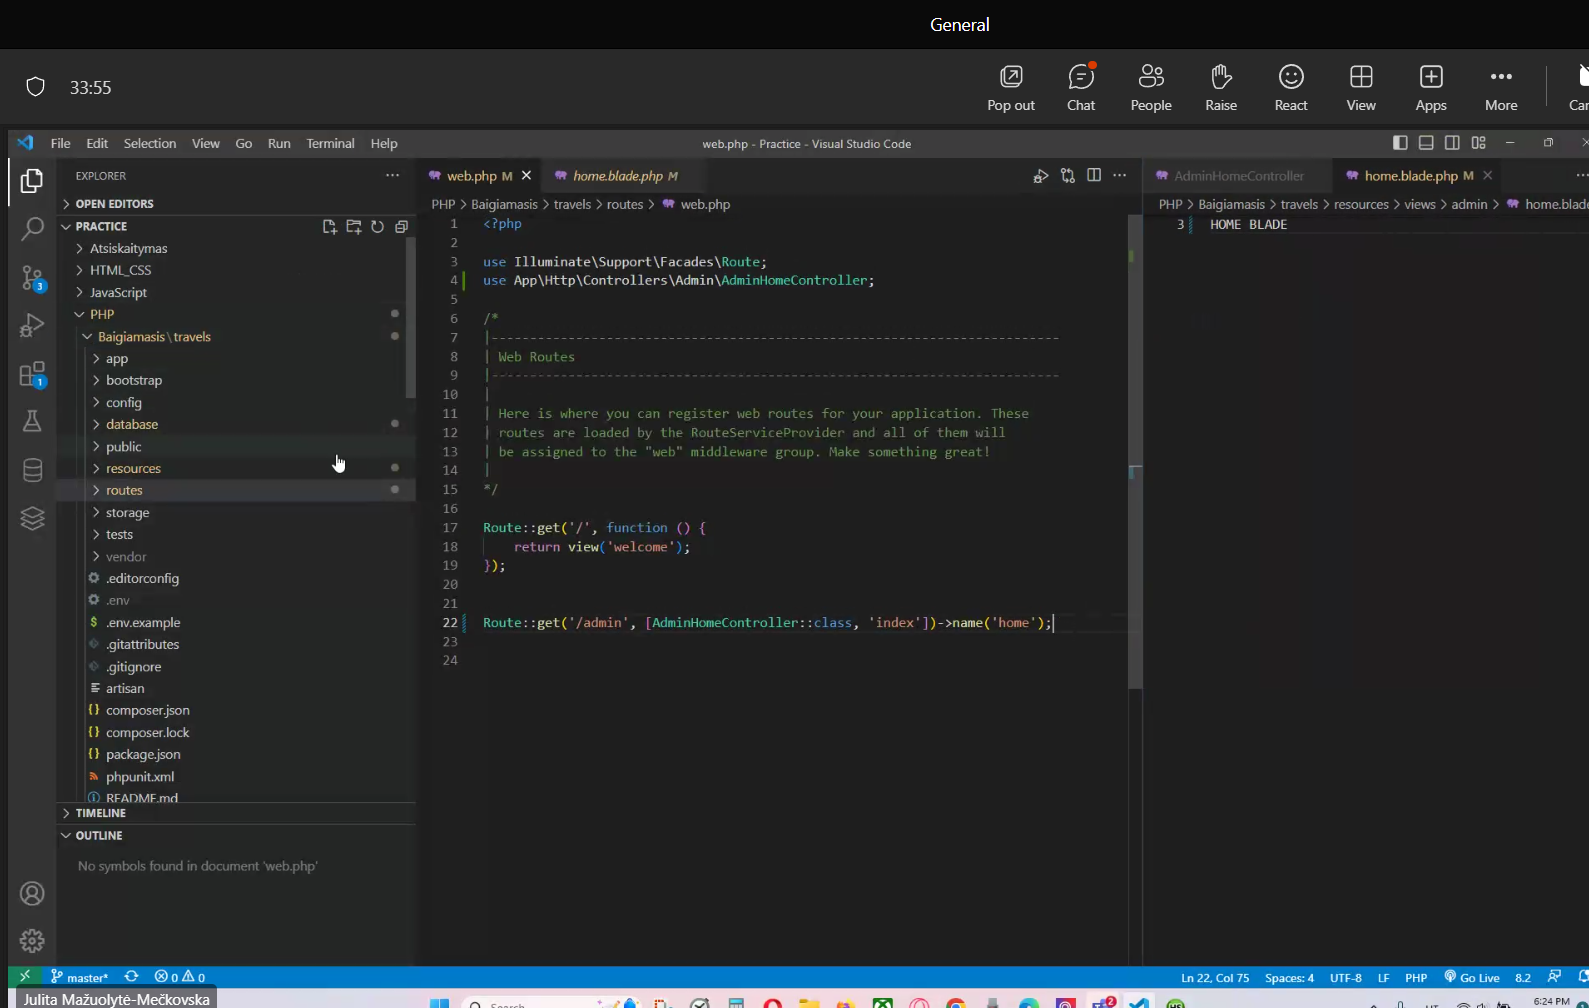 General
33:55
Pop out
Chat
People
Raise
React
View
Apps
More
File Edit Selection View Go Run Terminal Help
web.php - Practice - Visual Studio Code
EXPLORER
OPEN EDITORS
PRACTICE
Atsiskaitymas
HTML_CSS
JavaScript
PHP
Baigiamasis\travels
app
bootstrap
config
database
public
resources
routes
storage
tests
vendor
.editorconfig
.env
.env.example
.gitattributes
.gitignore
artisan
composer.json
composer.lock
package.json
phpunit.xml
README.md
TIMELINE
OUTLINE
No symbols found in document 'web.php'
3
1
web.php M
home.blade.php M
PHP > Baigiamasis > travels > routes > web.php
1 <?php
2
3 use Illuminate\Support\Facades\Route;
4 use App\Http\Controllers\Admin\AdminHomeController;
5
6 /*
7 |--------------------------------------------------------------------------
8 | Web Routes
9 |--------------------------------------------------------------------------
10 |
11 | Here is where you can register web routes for your application. These
12 | routes are loaded by the RouteServiceProvider and all of them will
13 | be assigned to the "web" middleware group. Make something great!
14 |
15 */
16
17 Route::get('/', function () {
18 return view('welcome');
19 });
20
21
22 Route::get('/admin', [AdminHomeController::class, 'index'])->name('home');
23
24
AdminHomeController
home.blade.php M
PHP > Baigiamasis > travels > resources > views > admin > home.blade
3 HOME BLADE
master*
0 0
Ln 22, Col 75
Spaces: 4
UTF-8
LF
PHP
Go Live
8.2
Julita Mažuolytė-Mečkovska
Search
2
6:24 PM